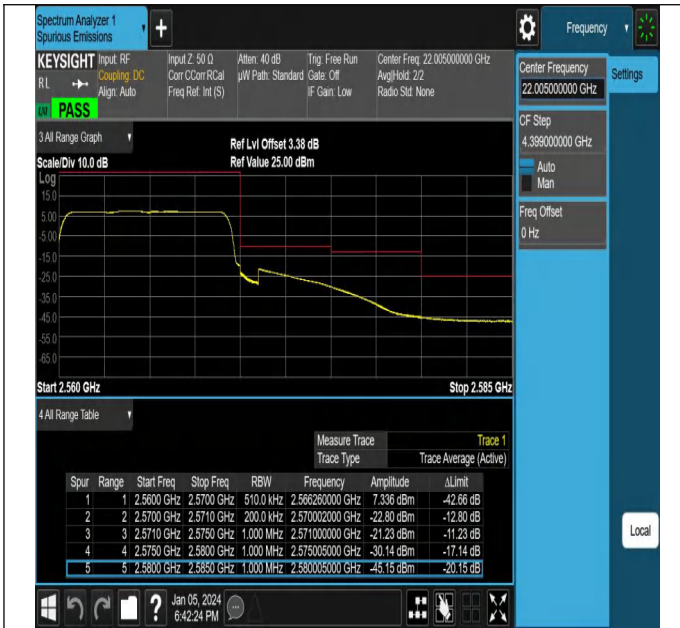 Spectrum Analyzer 1
Spurious Emissions
+
Frequency
KEYSIGHT
RL
Input: RF
Coupling: DC
Align: Auto
Input Z: 50 Ω
Corr CCorr RCal
Freq Ref: Int (S)
Atten: 40 dB
µW Path: Standard
Trig: Free Run
Gate: Off
IF Gain: Low
Center Freq: 22.005000000 GHz
Avg|Hold: 2/2
Radio Std: None
PASS
Center Frequency
22.005000000 GHz
Settings
CF Step
4.399000000 GHz
Auto
Man
Freq Offset
0 Hz
3 All Range Graph
Ref Lvl Offset 3.38 dB
Scale/Div 10.0 dB
Ref Value 25.00 dBm
Log
15.0
5.00
-5.00
-15.0
-25.0
-35.0
-45.0
-55.0
-65.0
Start 2.560 GHz
Stop 2.585 GHz
4 All Range Table
Measure Trace Trace 1
Trace Type Trace Average (Active)
Spur Range Start Freq Stop Freq RBW Frequency Amplitude ΔLimit
1 1 2.5600 GHz 2.5700 GHz 510.0 kHz 2.566260000 GHz 7.336 dBm -42.66 dB
2 2 2.5700 GHz 2.5710 GHz 200.0 kHz 2.570002000 GHz -22.80 dBm -12.80 dB
3 3 2.5710 GHz 2.5750 GHz 1.000 MHz 2.571000000 GHz -21.23 dBm -11.23 dB
4 4 2.5750 GHz 2.5800 GHz 1.000 MHz 2.575005000 GHz -30.14 dBm -17.14 dB
5 5 2.5800 GHz 2.5850 GHz 1.000 MHz 2.580005000 GHz -45.15 dBm -20.15 dB
Local
?
Jan 05, 2024
6:42:24 PM